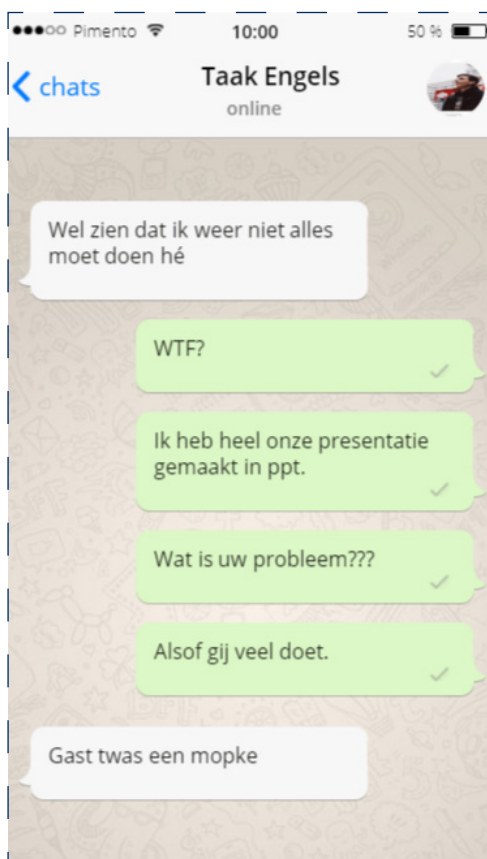 Pimento
10:00
50 %
chats
Taak Engels
online
Wel zien dat ik weer niet alles
moet doen hé
WTF?
Ik heb heel onze presentatie
gemaakt in ppt.
Wat is uw probleem???
Alsof gij veel doet.
Gast twas een mopke